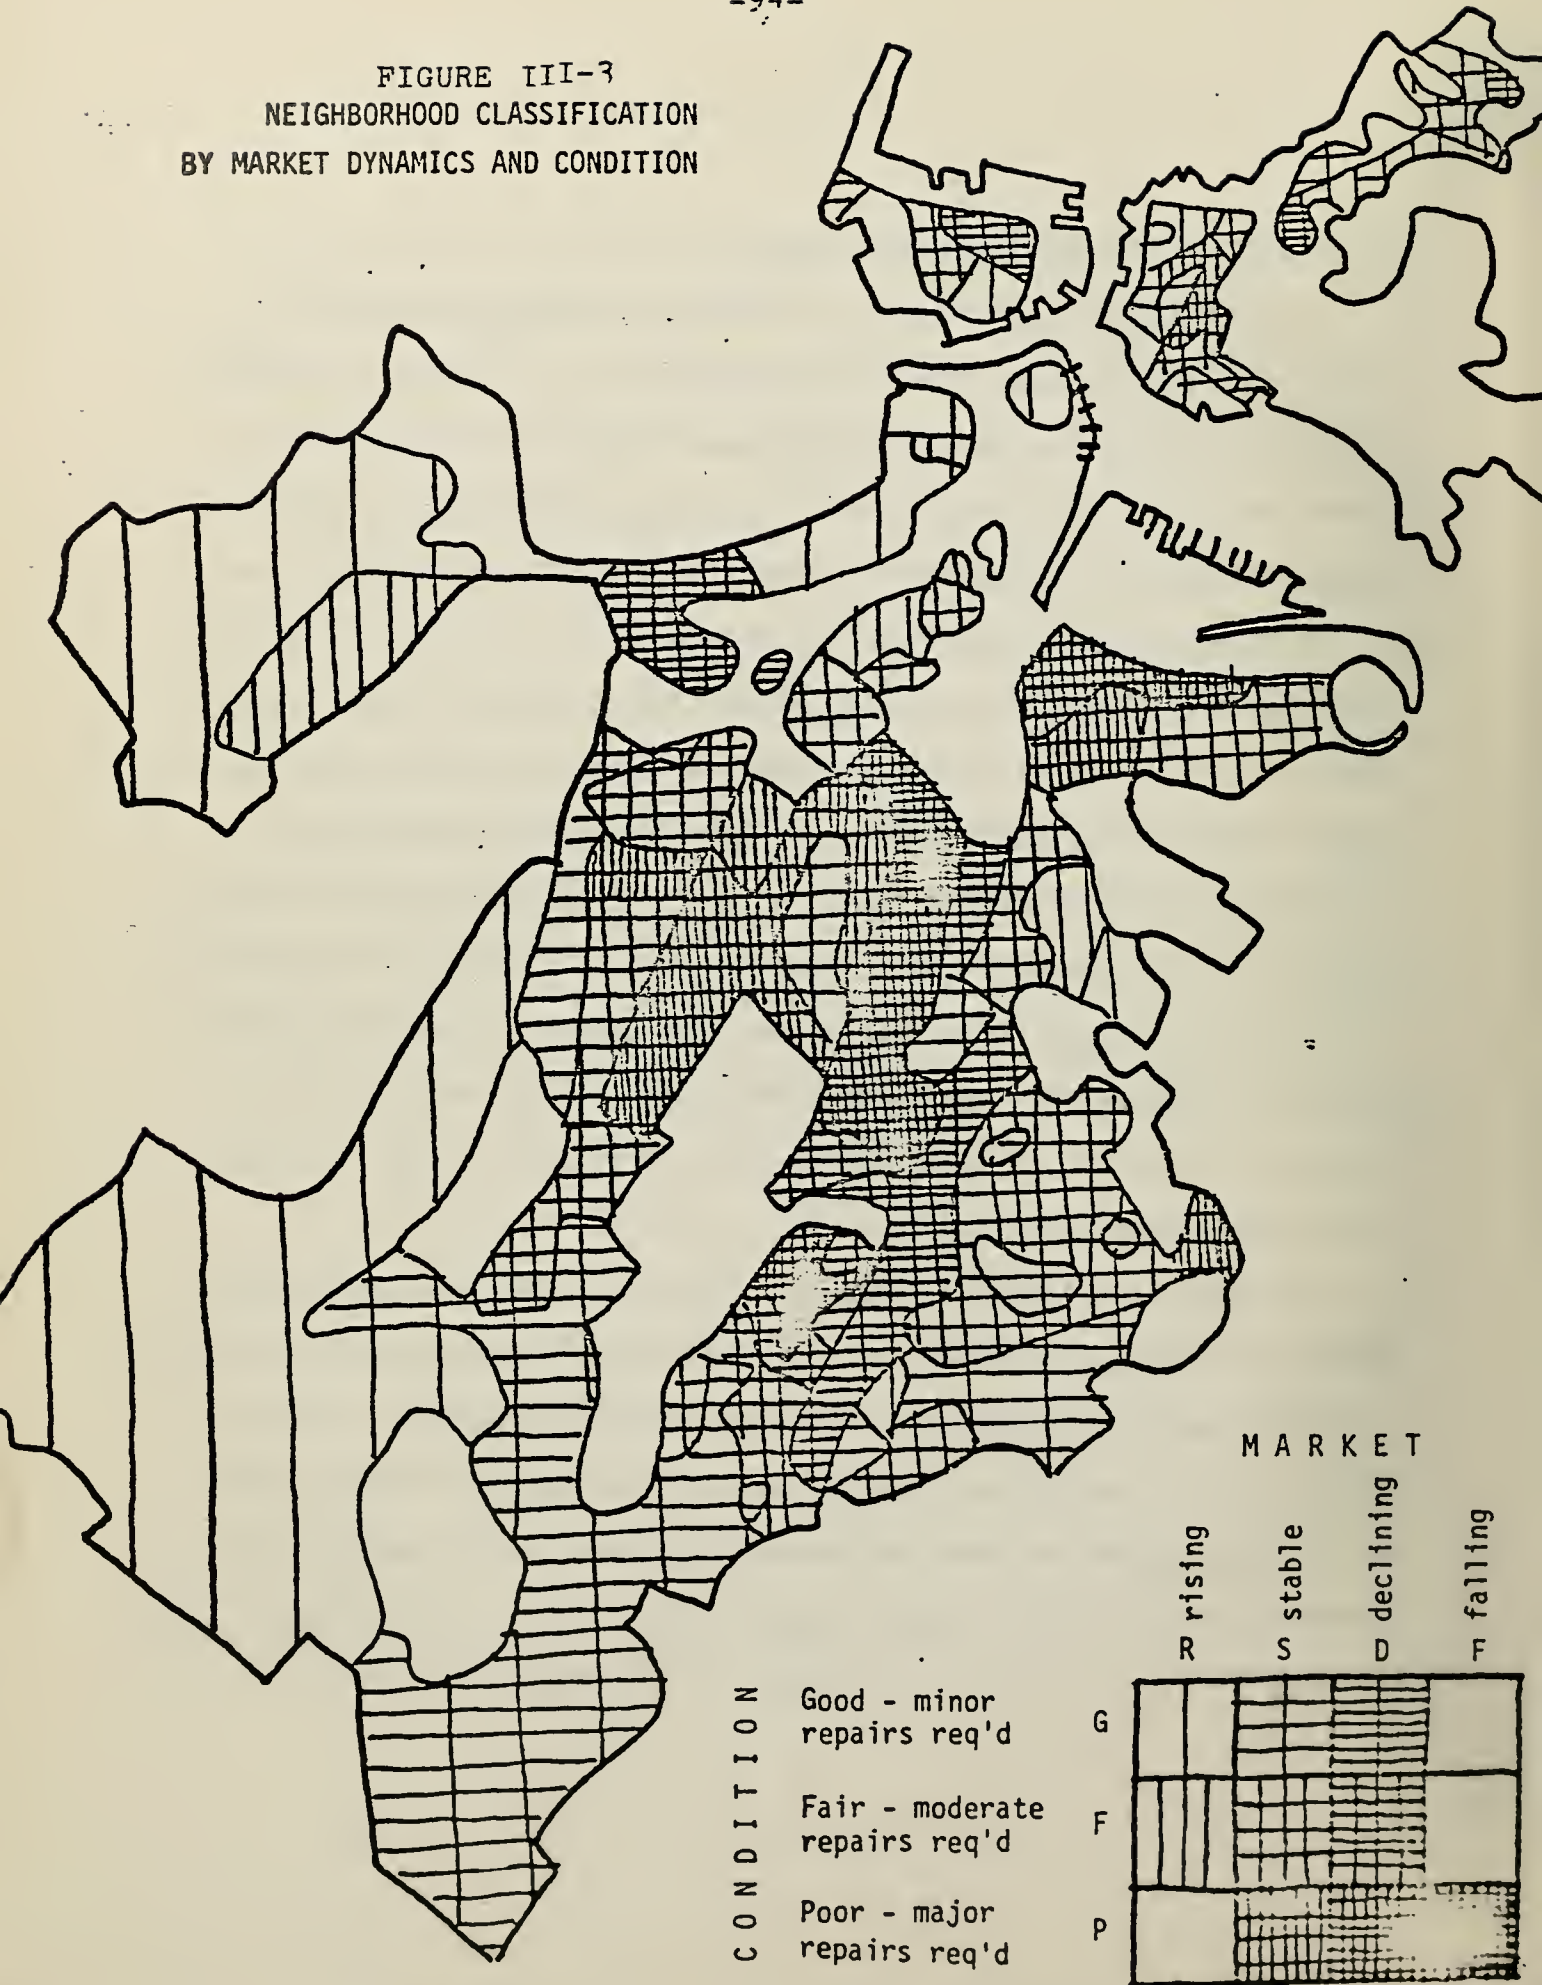 -94-
FIGURE III-3
NEIGHBORHOOD CLASSIFICATION
BY MARKET DYNAMICS AND CONDITION
MARKET
rising stable declining falling
R S D F
CONDITION
Good - minor
repairs req'd
G
Fair - moderate
repairs req'd
F
Poor - major
repairs req'd
P